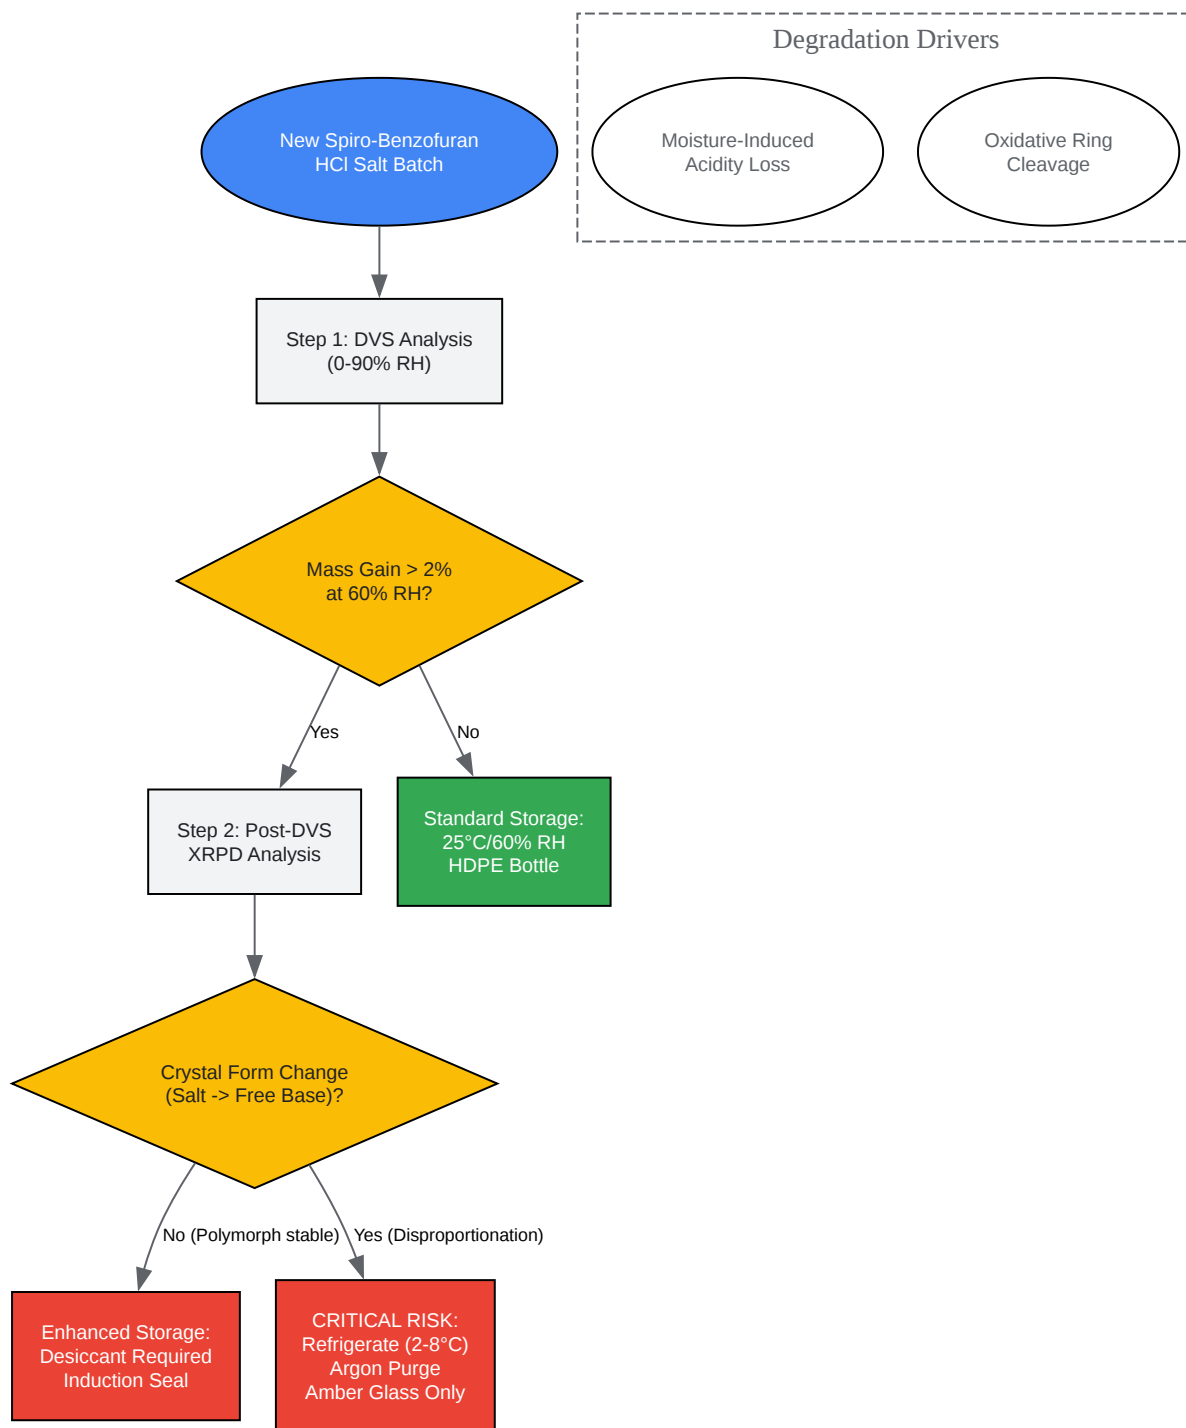 Degradation Drivers
New Spiro-Benzofuran
HCl Salt Batch
Moisture-Induced
Acidity Loss
Oxidative Ring
Cleavage
Step 1: DVS Analysis
(0-90% RH)
Mass Gain > 2%
at 60% RH?
Yes
No
Step 2: Post-DVS
XRPD Analysis
Standard Storage:
25°C/60% RH
HDPE Bottle
Crystal Form Change
(Salt -> Free Base)?
No (Polymorph stable)
Yes (Disproportionation)
Enhanced Storage:
Desiccant Required
Induction Seal
CRITICAL RISK:
Refrigerate (2-8°C)
Argon Purge
Amber Glass Only